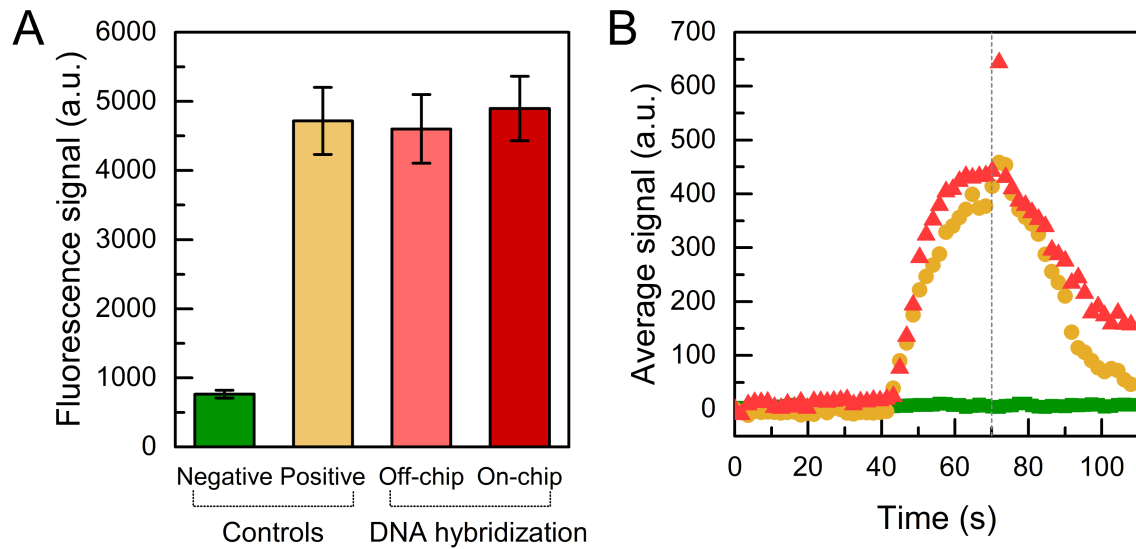 A
Fluorescence signal (a.u.)
6000
5000
4000
3000
2000
1000
0
Negative Positive Off-chip On-chip
Controls DNA hybridization
B
Average signal (a.u.)
700
600
500
400
300
200
100
0
0 20 40 60 80 100
Time (s)